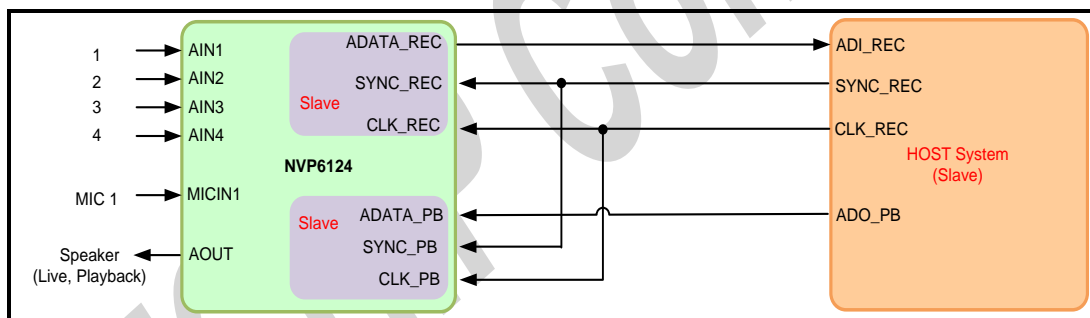 1
2
3
4
AIN1
AIN2
AIN3
AIN4
MIC 1
MICIN1
Speaker
(Live, Playback)
AOUT
NVP6124
Slave
ADATA_REC
SYNC_REC
CLK_REC
Slave
ADATA_PB
SYNC_PB
CLK_PB
ADI_REC
SYNC_REC
CLK_REC
HOST System
(Slave)
ADO_PB